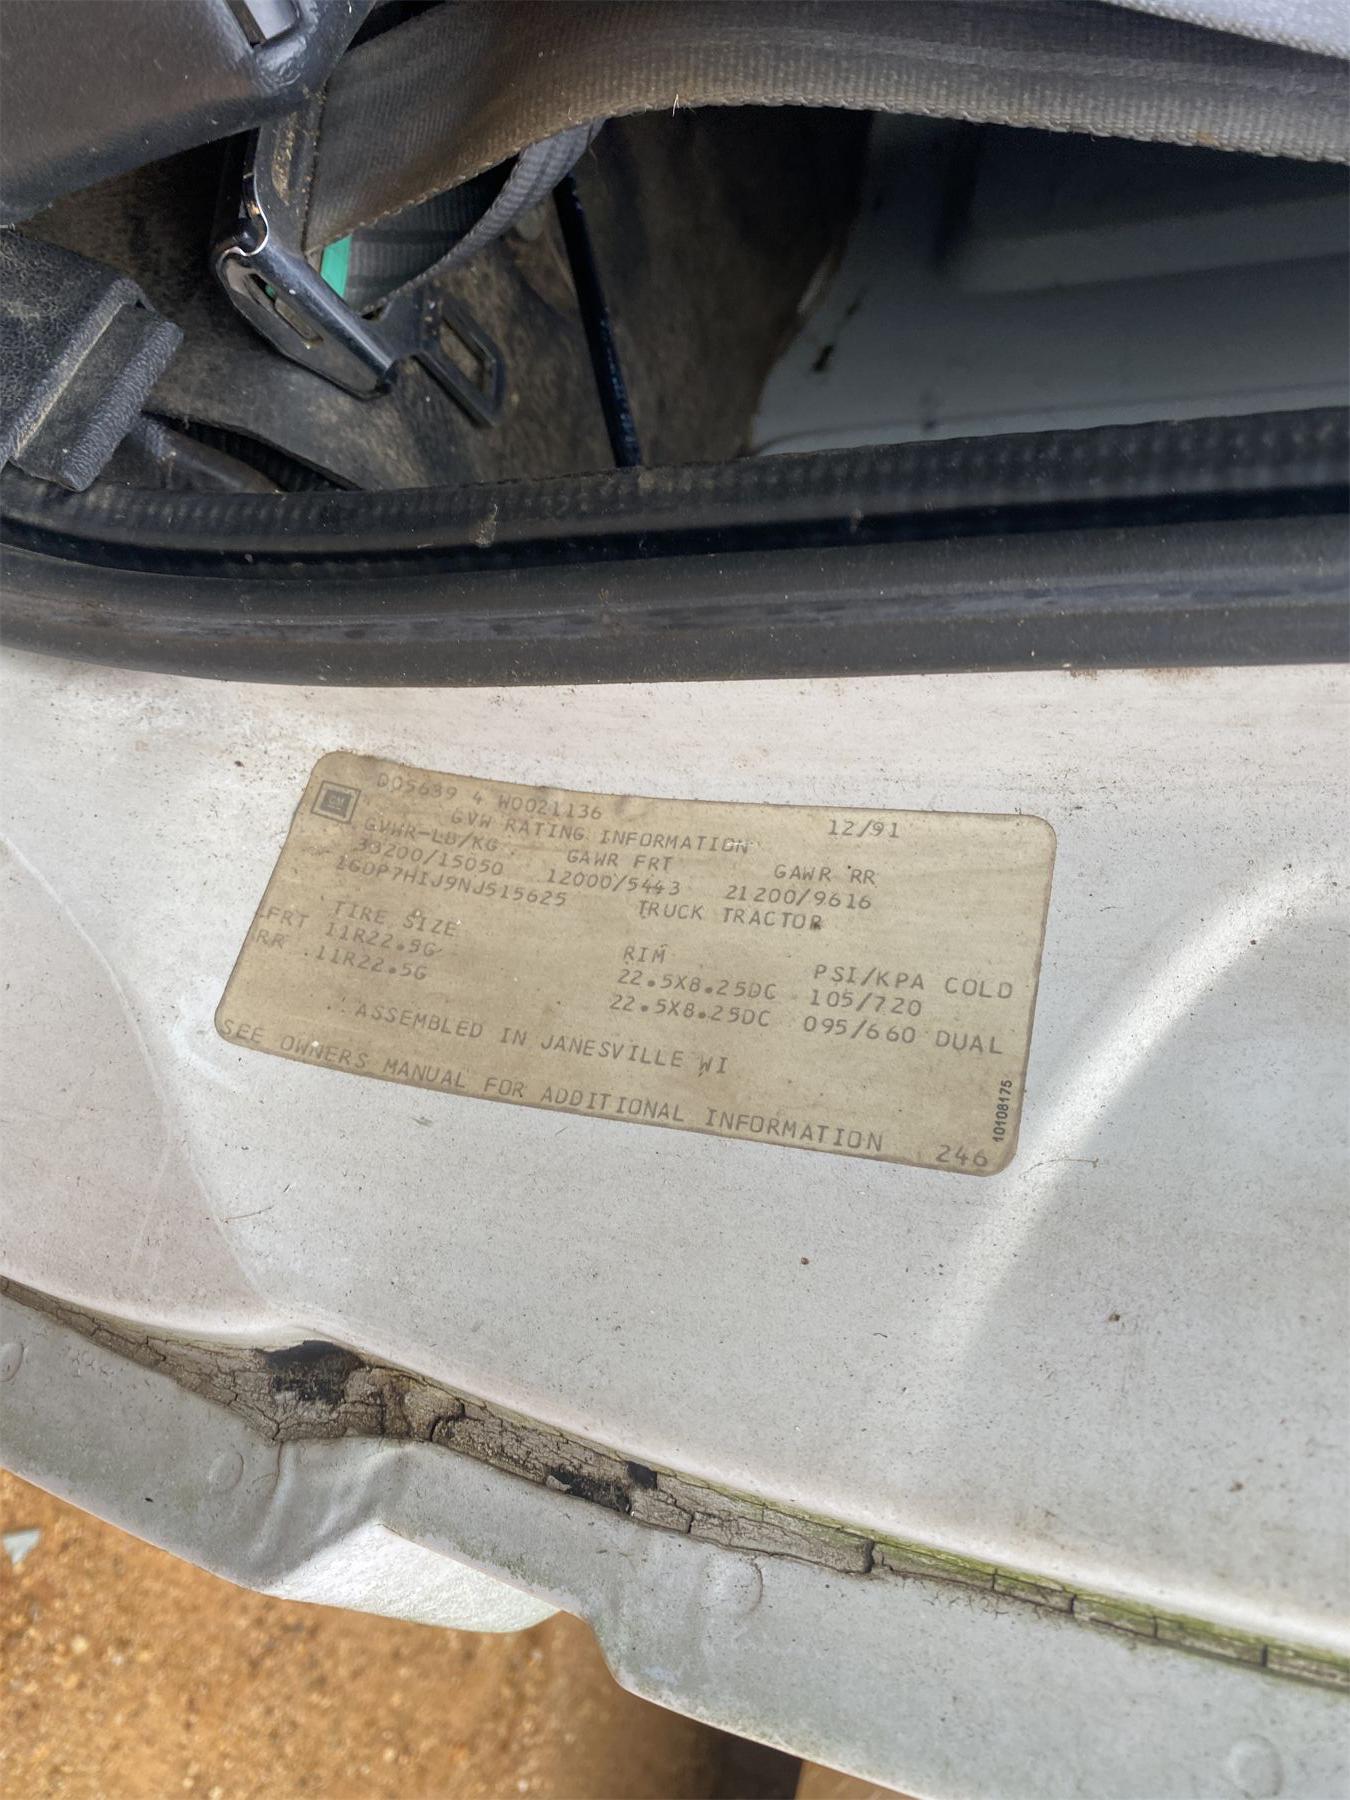 D05639 4 W0021136 12/91
GM
GVW RATING INFORMATION
GVWR-LB/KG GAWR FRT GAWR RR
33200/15050 12000/5443 21200/9616
1GDP7H1J9NJ515625 TRUCK TRACTOR
TIRE SIZE RIM PSI/KPA COLD
FRT 11R22.5G 22.5X8.25DC 105/720
RR 11R22.5G 22.5X8.25DC 095/660 DUAL
ASSEMBLED IN JANESVILLE WI
SEE OWNERS MANUAL FOR ADDITIONAL INFORMATION 246
10108175